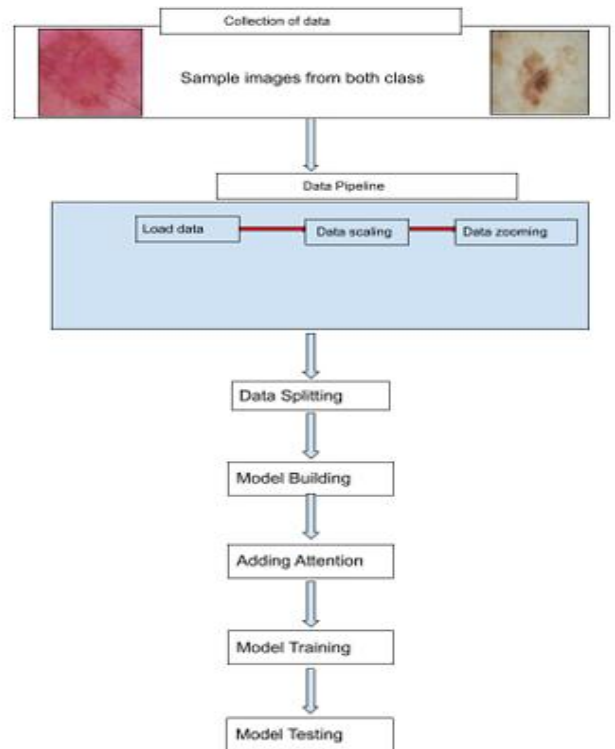 Collection of data
Sample images from both class
Data Pipeline
Load data
Data scaling
Data zooming
Data Splitting
Model Building
Adding Attention
Model Training
Model Testing